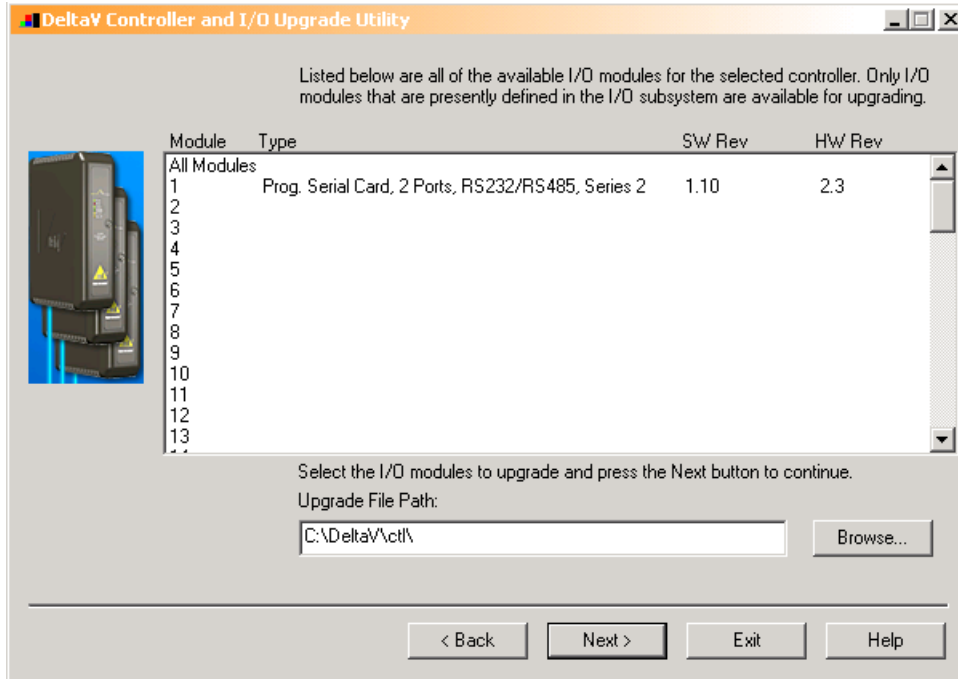 DeltaV Controller and I/O Upgrade Utility
Listed below are all of the available I/O modules for the selected controller. Only I/O
modules that are presently defined in the I/O subsystem are available for upgrading.
Module Type SW Rev HW Rev
All Modules
1 Prog. Serial Card, 2 Ports, RS232/RS485, Series 2 1.10 2.3
2
3
4
5
6
7
8
9
10
11
12
13
Select the I/O modules to upgrade and press the Next button to continue.
Upgrade File Path:
C:\DeltaV\ctl\
Browse...
< Back Next > Exit Help